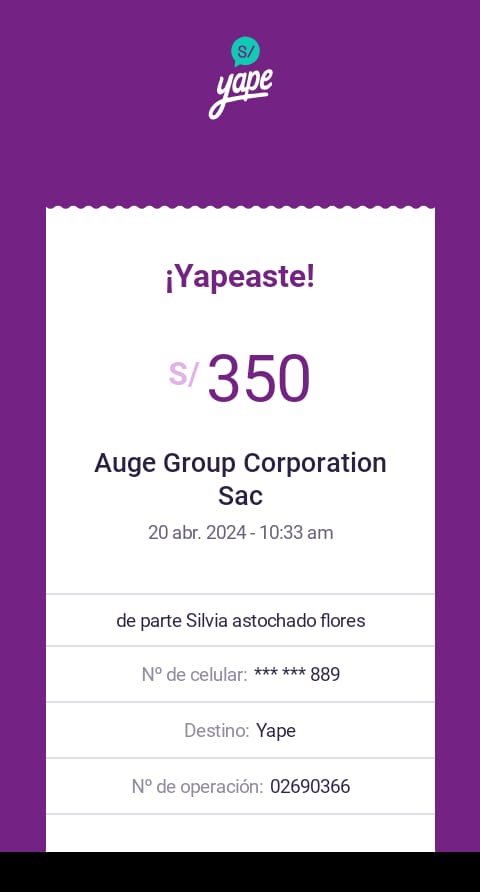 S/
yape
¡Yapeaste!
S/ 350
Auge Group Corporation
Sac
20 abr. 2024 - 10:33 am
de parte Silvia astochado flores
Nº de celular: *** *** 889
Destino: Yape
Nº de operación: 02690366